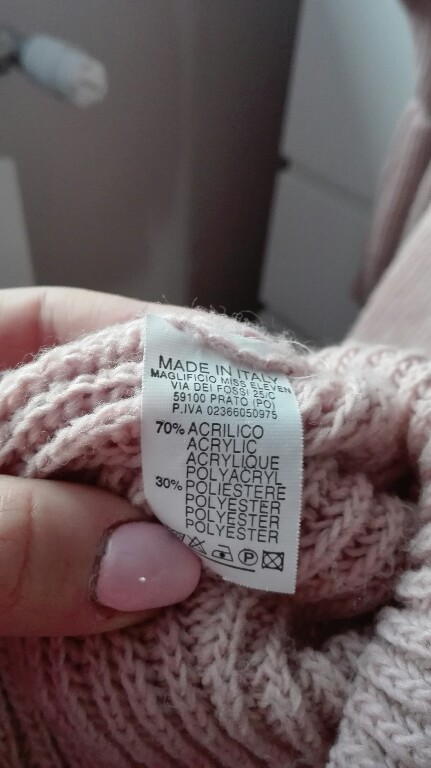 MADE IN ITALY
MAGLIFICIO MISS ELEVEN
VIA DEI FOSSI 25/C
59100 PRATO (PO)
P.IVA 02366050975
70% ACRILICO
ACRYLIC
ACRYLIQUE
POLYACRYL
30% POLIESTERE
POLYESTER
POLYESTER
POLYESTER
P